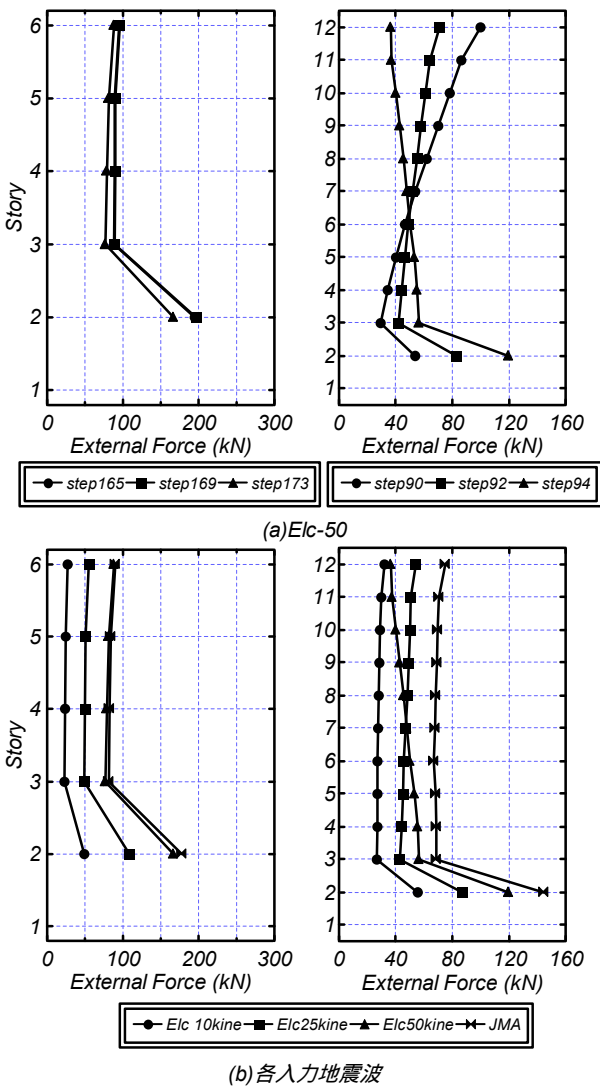 6
5
4
3
2
1
Story
0 100 200 300
External Force (kN)
12
11
10
9
8
7
6
5
4
3
2
1
0 40 80 120 160
External Force (kN)
step165 step169 step173
step90 step92 step94
(a)Elc-50
6
5
4
3
2
1
Story
0 100 200 300
External Force (kN)
12
11
10
9
8
7
6
5
4
3
2
1
0 40 80 120 160
External Force (kN)
Elc 10kine Elc25kine Elc50kine JMA
(b)各入力地震波